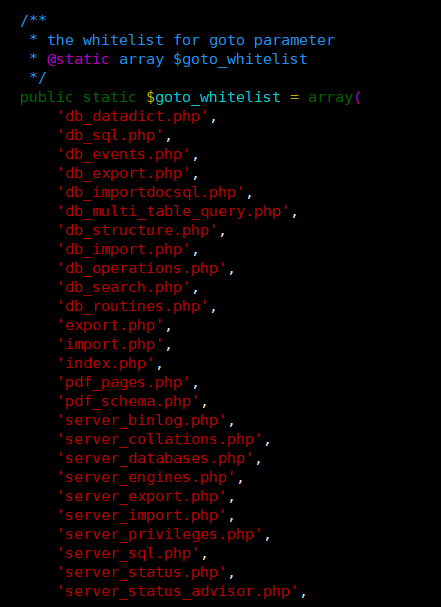 /**
 * the whitelist for goto parameter
 * @static array $goto_whitelist
 */
public static $goto_whitelist = array(
    'db_datadict.php',
    'db_sql.php',
    'db_events.php',
    'db_export.php',
    'db_importdocsql.php',
    'db_multi_table_query.php',
    'db_structure.php',
    'db_import.php',
    'db_operations.php',
    'db_search.php',
    'db_routines.php',
    'export.php',
    'import.php',
    'index.php',
    'pdf_pages.php',
    'pdf_schema.php',
    'server_binlog.php',
    'server_collations.php',
    'server_databases.php',
    'server_engines.php',
    'server_export.php',
    'server_import.php',
    'server_privileges.php',
    'server_sql.php',
    'server_status.php',
    'server_status_advisor.php',